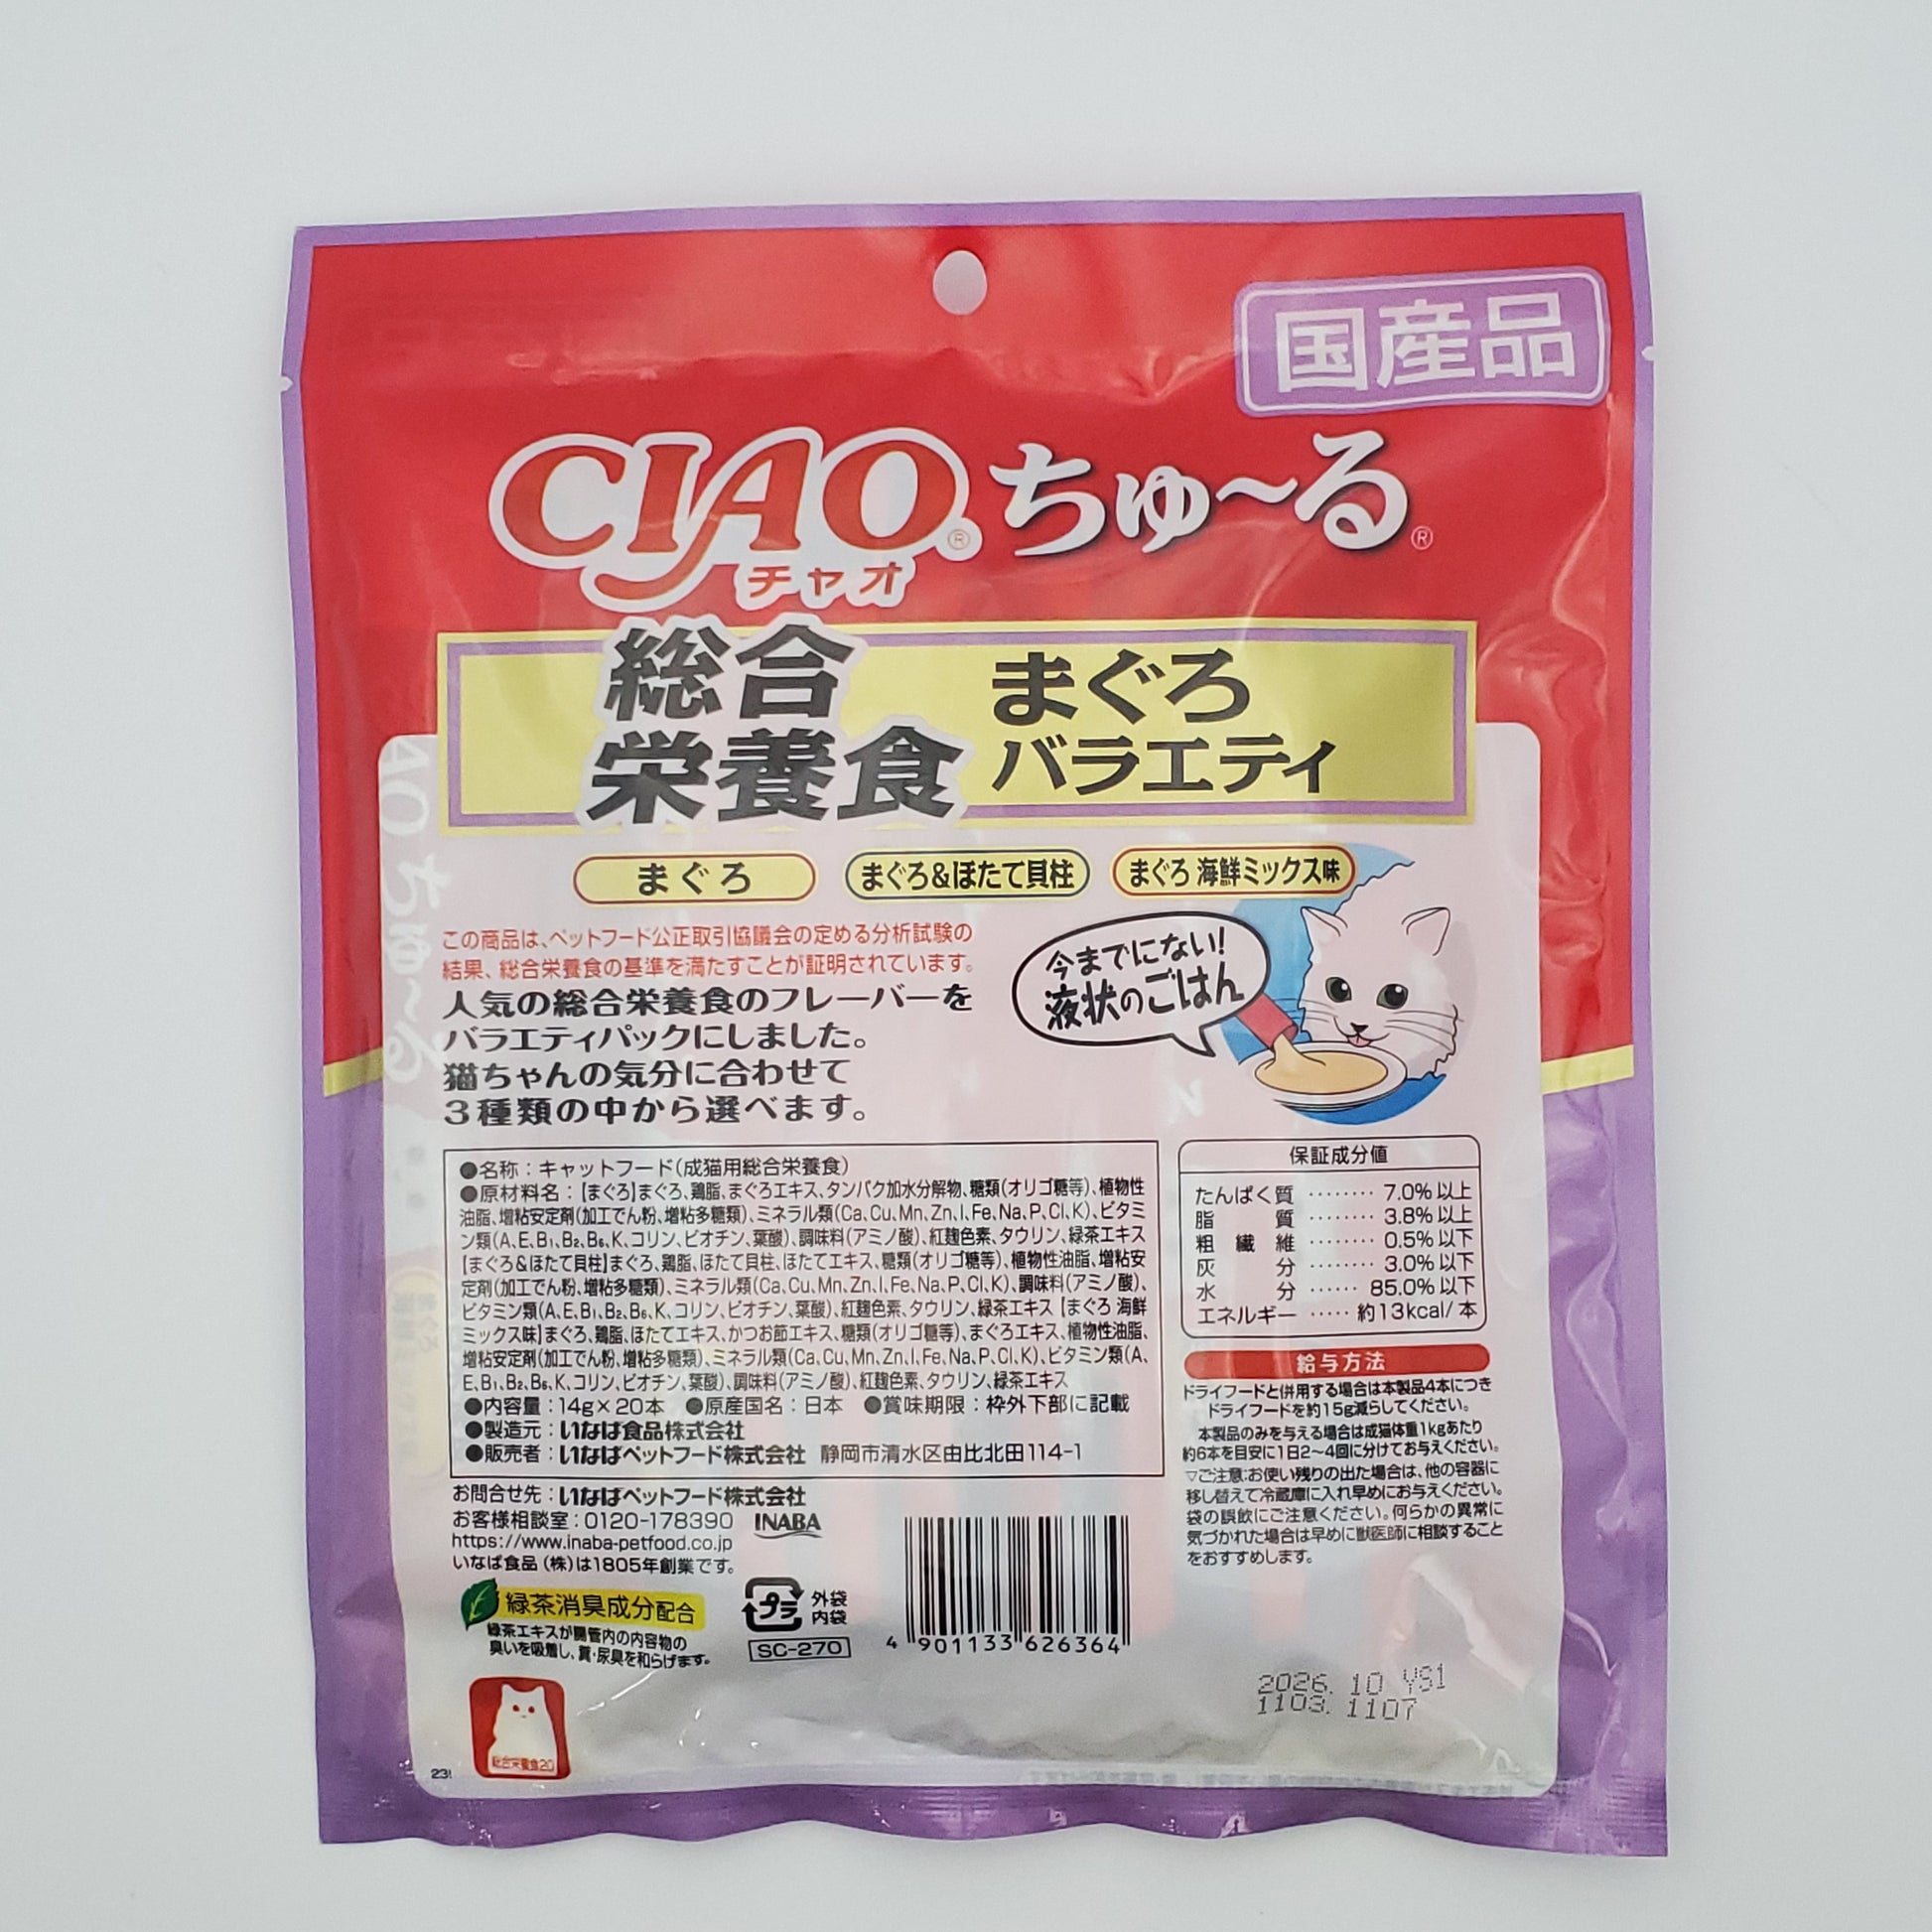 国産品
CIAO® ちゅ〜る®
チャオ
総合
栄養食
まぐろ
バラエティ
まぐろ
まぐろ&ほたて貝柱
まぐろ 海鮮ミックス味
この商品は、ペットフード公正取引協議会の定める分析試験の
結果、総合栄養食の基準を満たすことが証明されています。
人気の総合栄養食のフレーバーを
バラエティパックにしました。
猫ちゃんの気分に合わせて
3種類の中から選べます。
今までにない!
液状のごはん
●名称：キャットフード(成猫用総合栄養食)
●原材料名：【まぐろ】まぐろ、鶏脂、まぐろエキス、タンパク加水分解物、糖類(オリゴ糖等)、植物性
油脂、増粘安定剤(加工でん粉、増粘多糖類)、ミネラル類(Ca、Cu、Mn、Zn、I、Fe、Na、P、Cl、K)、ビタミ
ン類(A、E、B₁、B₂、B₆、K、コリン、ビオチン、葉酸)、調味料(アミノ酸)、紅麹色素、タウリン、緑茶エキス
【まぐろ&ほたて貝柱】まぐろ、鶏脂、ほたて貝柱、ほたてエキス、糖類(オリゴ糖等)、植物性油脂、増粘安
定剤(加工でん粉、増粘多糖類)、ミネラル類(Ca、Cu、Mn、Zn、I、Fe、Na、P、Cl、K)、調味料(アミノ酸)、
ビタミン類(A、E、B₁、B₂、B₆、K、コリン、ビオチン、葉酸)、紅麹色素、タウリン、緑茶エキス【まぐろ 海鮮
ミックス味】まぐろ、鶏脂、ほたてエキス、かつお節エキス、糖類(オリゴ糖等)、まぐろエキス、植物性油脂、
増粘安定剤(加工でん粉、増粘多糖類)、ミネラル類(Ca、Cu、Mn、Zn、I、Fe、Na、P、Cl、K)、ビタミン類(A、
E、B₁、B₂、B₆、K、コリン、ビオチン、葉酸)、調味料(アミノ酸)、紅麹色素、タウリン、緑茶エキス
●内容量：14g×20本 ●原産国名：日本 ●賞味期限：枠外下部に記載
●製造元：いなば食品株式会社
●販売者：いなばペットフード株式会社 静岡市清水区由比北田114-1
保証成分値
たんぱく質 ········ 7.0%以上
脂質 ········ 3.8%以上
粗繊維 ········ 0.5%以下
灰分 ········ 3.0%以下
水分 ······ 85.0%以下
エネルギー ····· 約13kcal/本
給与方法
ドライフードと併用する場合は本製品4本につき
ドライフードを約15g減らしてください。
本製品のみを与える場合は成猫体重1kgあたり
約6本を目安に1日2〜4回に分けてお与えください。
▽ご注意:お使い残りの出た場合は、他の容器に
移し替えて冷蔵庫に入れ早めにお与えください。
袋の誤飲にご注意ください。何らかの異常に
気づかれた場合は早めに獣医師に相談すること
をおすすめします。
お問合せ先：いなばペットフード株式会社
お客様相談室：0120-178390 INABA
https://www.inaba-petfood.co.jp
いなば食品(株)は1805年創業です。
緑茶消臭成分配合
緑茶エキスが腸管内の内容物の
臭いを吸着し、糞・尿臭を和らげます。
プラ
外袋
内袋
SC-270
4 901133 626364
2026. 10 YS1
1103. 1107
総合栄養食20